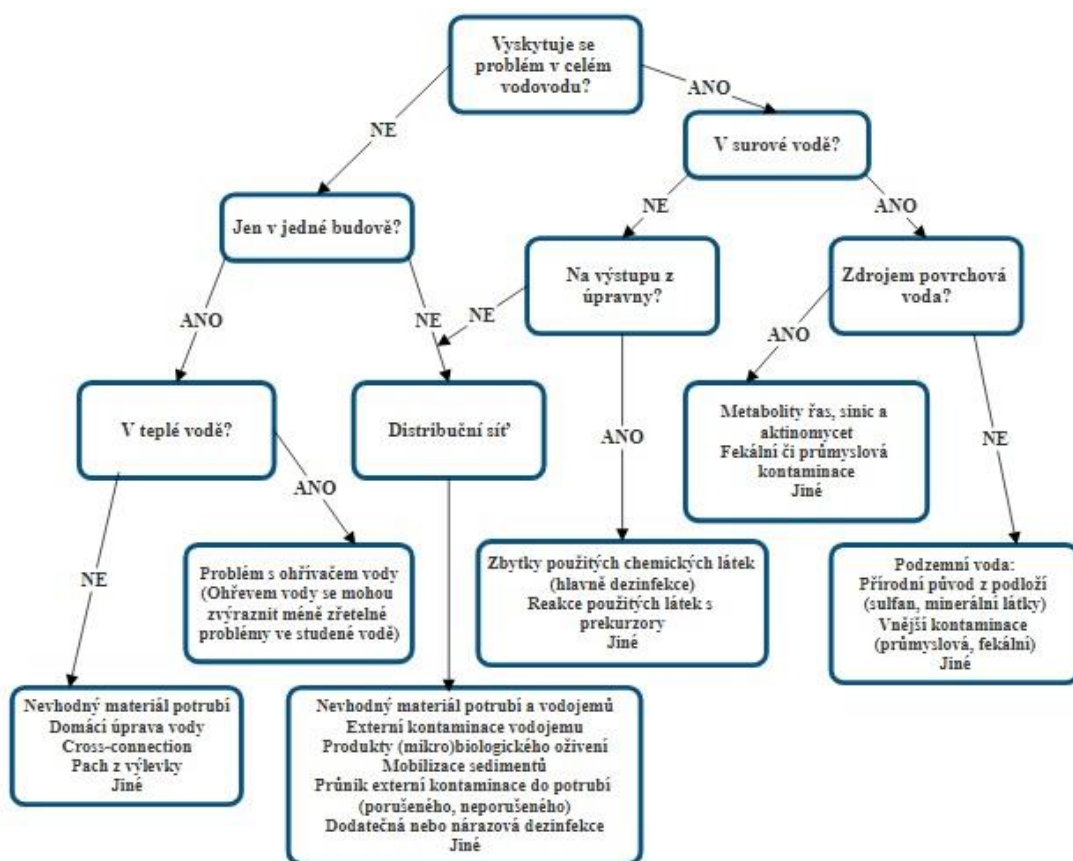 Vyskytuje se
problém v celém
vodovodu?
NE
ANO
V surové vodě?
Jen v jedné budově?
NE
ANO
Na výstupu z
úpravny?
Zdrojem povrchová
voda?
ANO
NE
NE
ANO
V teplé vodě?
Distribuční síť
Metabolity řas, sinic a
aktinomycet
Fekální či průmyslová
kontaminace
Jiné
ANO
NE
ANO
NE
Problém s ohřívačem vody
(Ohřevem vody se mohou
zvýraznit méně zřetelné
problémy ve studené vodě)
Zbytky použitých chemických látek
(hlavně dezinfekce)
Reakce použitých látek s
prekurzory
Jiné
Podzemní voda:
Přírodní původ z podloží
(sulfan, minerální látky)
Vnější kontaminace
(průmyslová, fekální)
Jiné
Nevhodný materiál potrubí
Domácí úprava vody
Cross-connection
Pach z výlevky
Jiné
Nevhodný materiál potrubí a vodojemů
Externí kontaminace vodojemu
Produkty (mikro)biologického oživení
Mobilizace sedimentů
Průnik externí kontaminace do potrubí
(porušeného, neporušeného)
Dodatečná nebo nárazová dezinfekce
Jiné